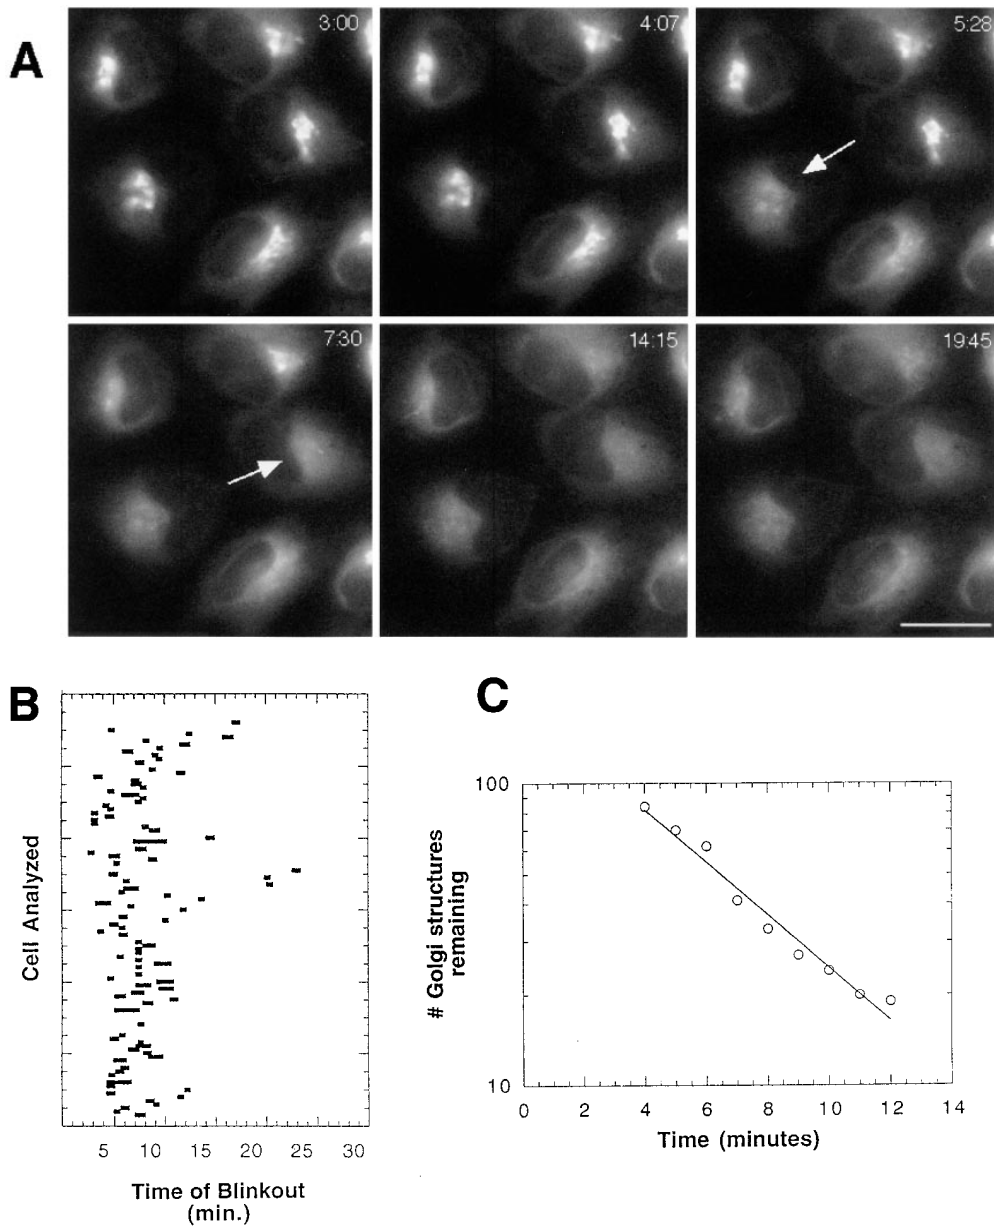 A
3:00
4:07
5:28
7:30
14:15
19:45
B
Cell Analyzed
5 10 15 20 25 30
Time of Blinkout
(min.)
C
# Golgi structures
remaining
100
10
0 2 4 6 8 10 12 14
Time (minutes)